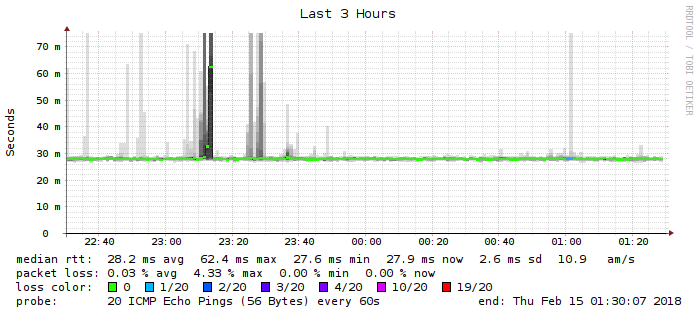 Last 3 Hours
RRDTOOL / TOBI OETIKER
Seconds
70 m
60 m
50 m
40 m
30 m
20 m
10 m
0
22:40 23:00 23:20 23:40 00:00 00:20 00:40 01:00 01:20
median rtt: 28.2 ms avg 62.4 ms max 27.6 ms min 27.9 ms now 2.6 ms sd 10.9 am/s
packet loss: 0.03 % avg 4.33 % max 0.00 % min 0.00 % now
loss color: 0 1/20 2/20 3/20 4/20 10/20 19/20
probe: 20 ICMP Echo Pings (56 Bytes) every 60s end: Thu Feb 15 01:30:07 2018